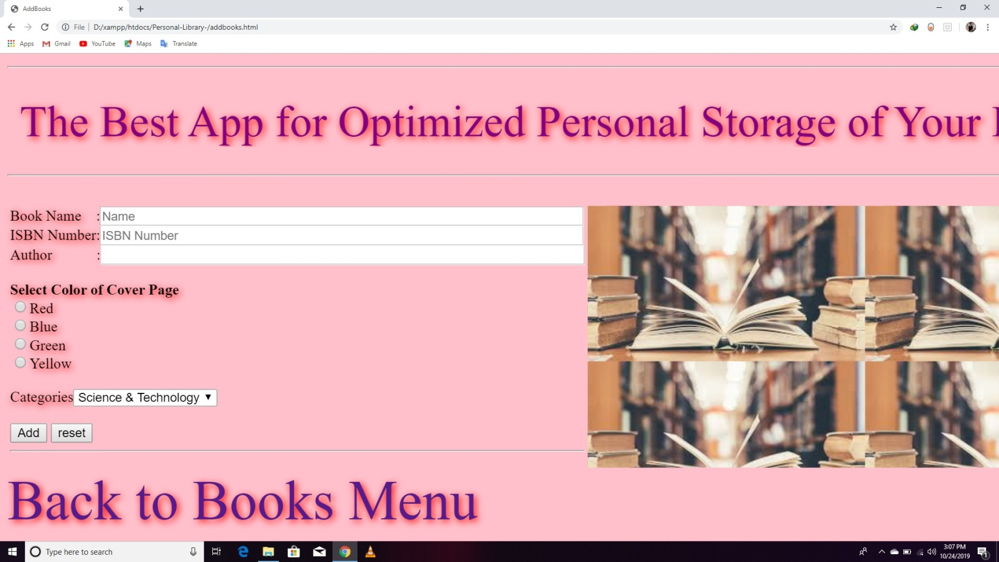 AddBooks
File D:/xampp/htdocs/Personal-Library-/addbooks.html
Apps Gmail YouTube Maps Translate
The Best App for Optimized Personal Storage of Your
Book Name :Name
ISBN Number:ISBN Number
Author :
Select Color of Cover Page
Red
Blue
Green
Yellow
Categories Science & Technology
Add reset
Back to Books Menu
Type here to search
3:07 PM
10/24/2019
1